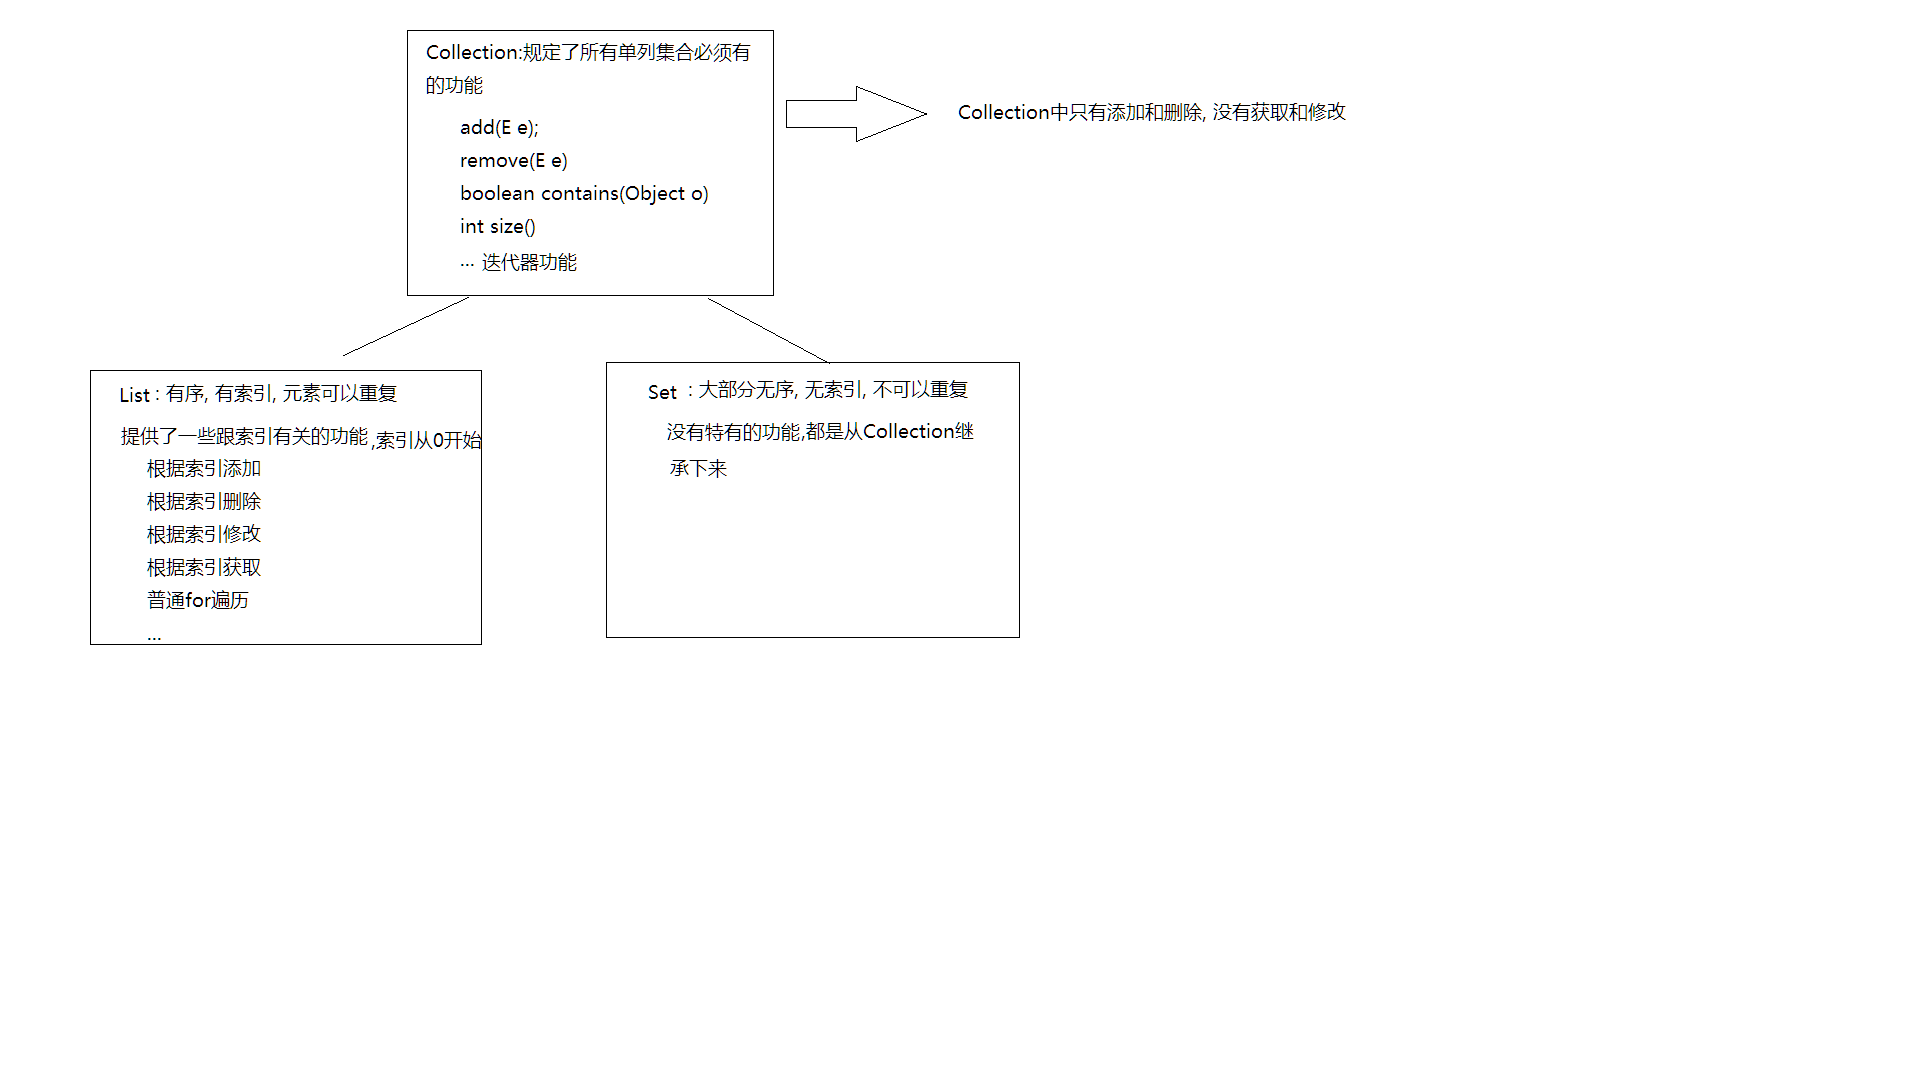 Collection:规定了所有单列集合必须有
的功能
add(E e);
remove(E e)
boolean contains(Object o)
int size()
... 迭代器功能
Collection中只有添加和删除, 没有获取和修改
List : 有序, 有索引, 元素可以重复
提供了一些跟索引有关的功能 ,索引从0开始
根据索引添加
根据索引删除
根据索引修改
根据索引获取
普通for遍历
...
Set : 大部分无序, 无索引, 不可以重复
没有特有的功能,都是从Collection继
承下来